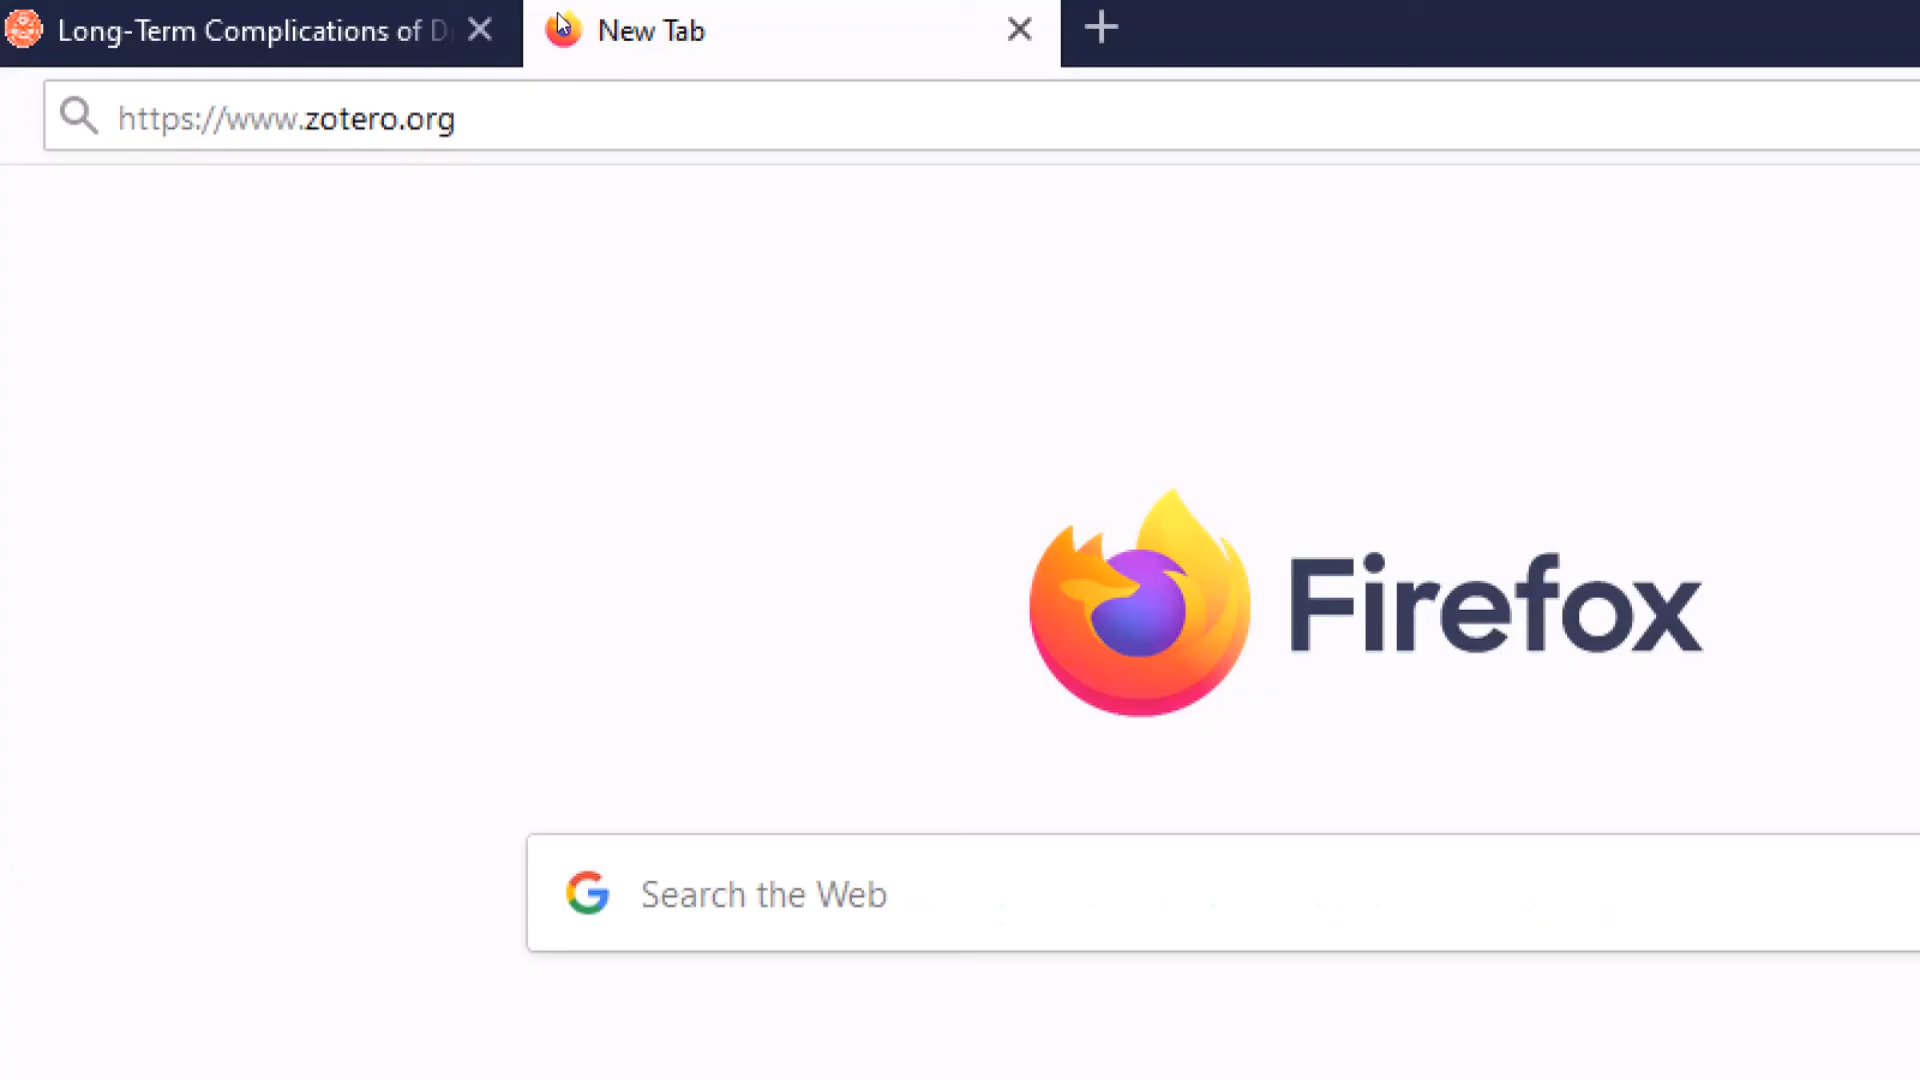 Long-Term Complications of
New Tab
https://www.zotero.org
Firefox
Search the Web